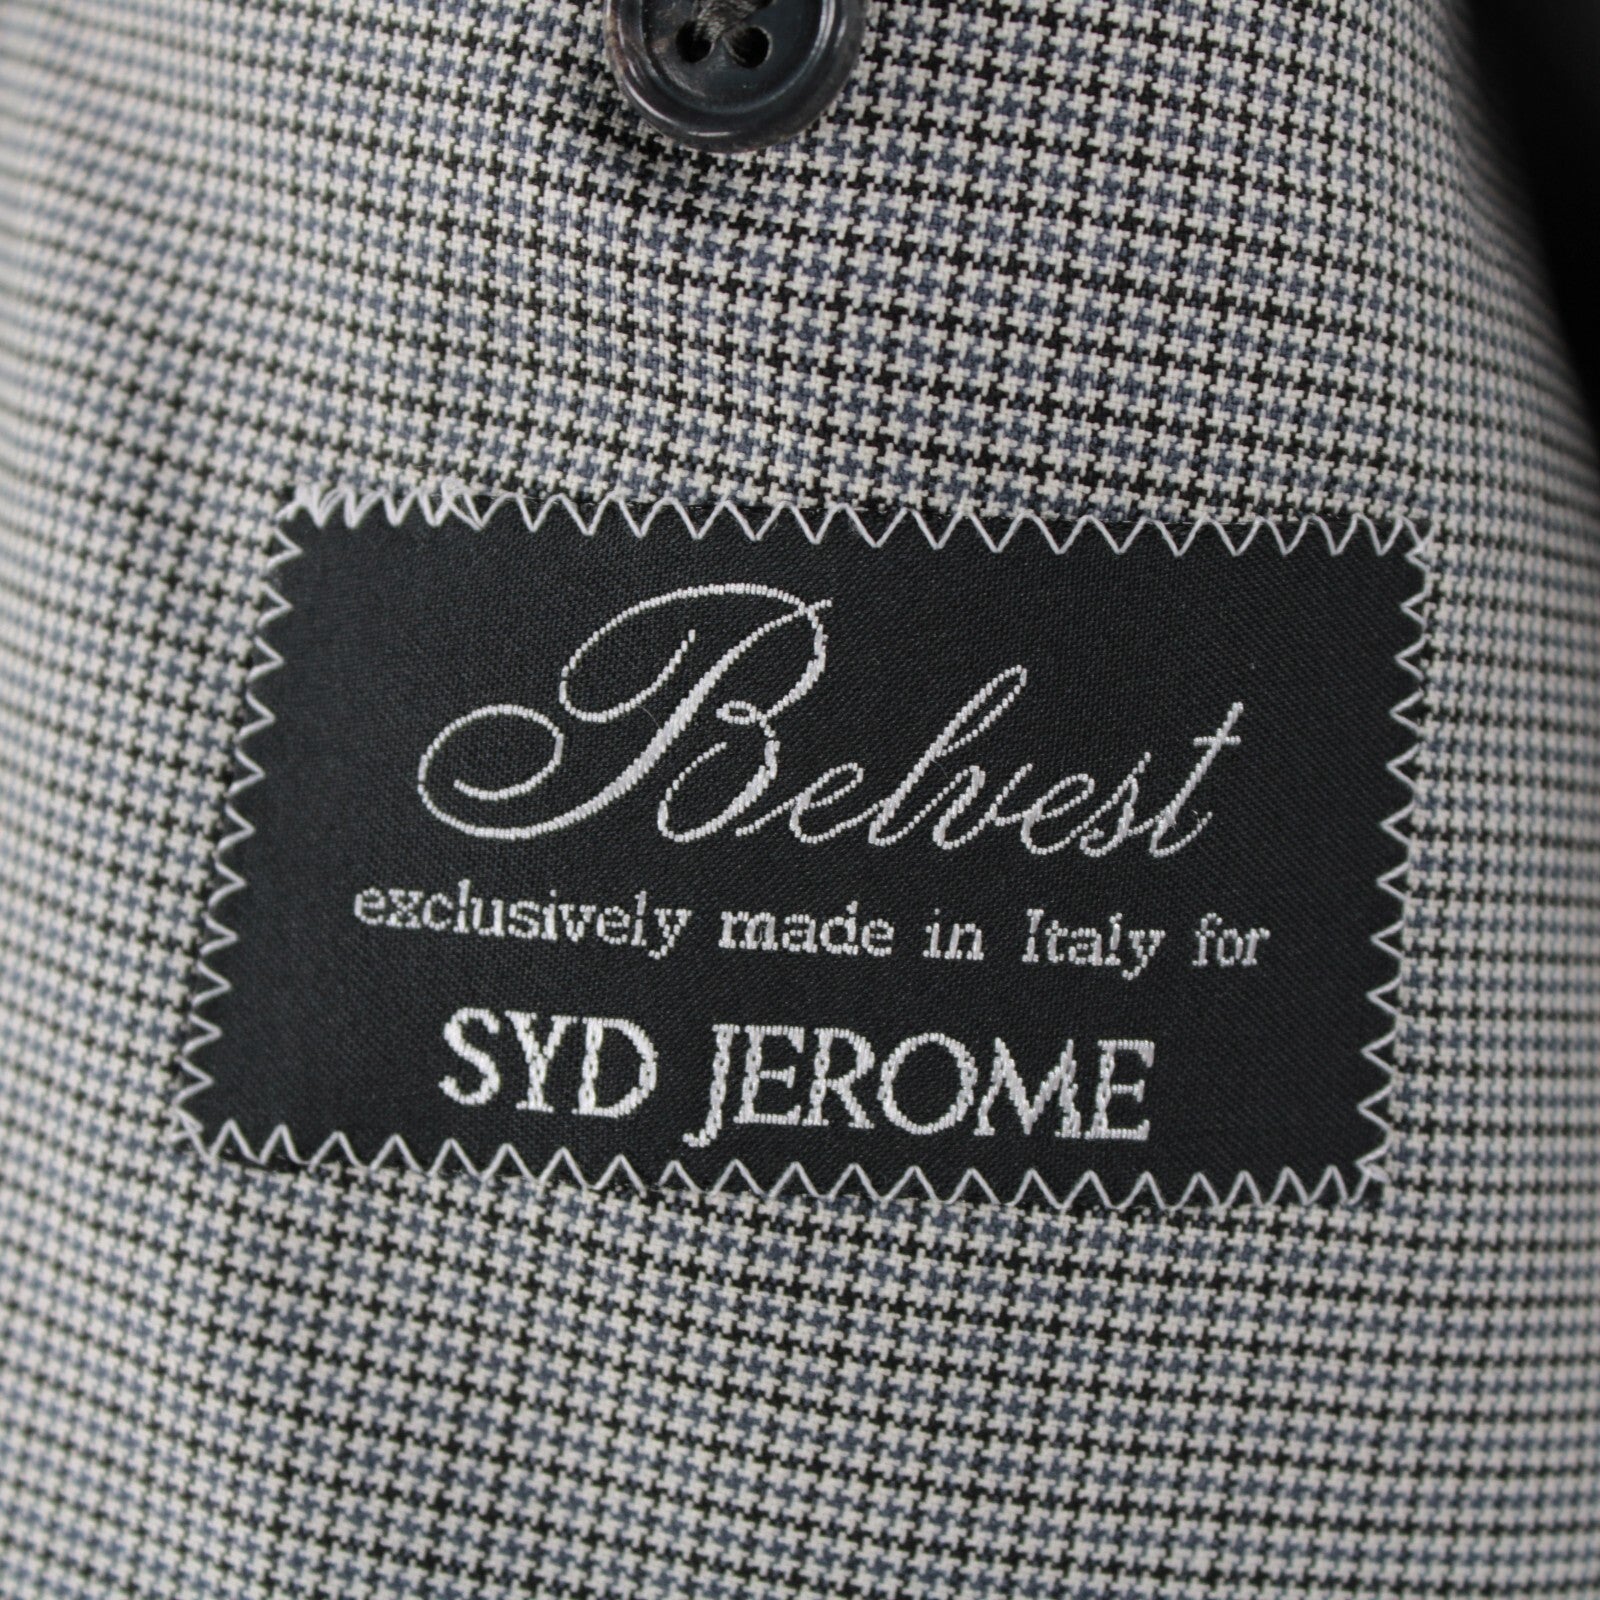 Belvest
exclusively made in Italy for
SYD JEROME